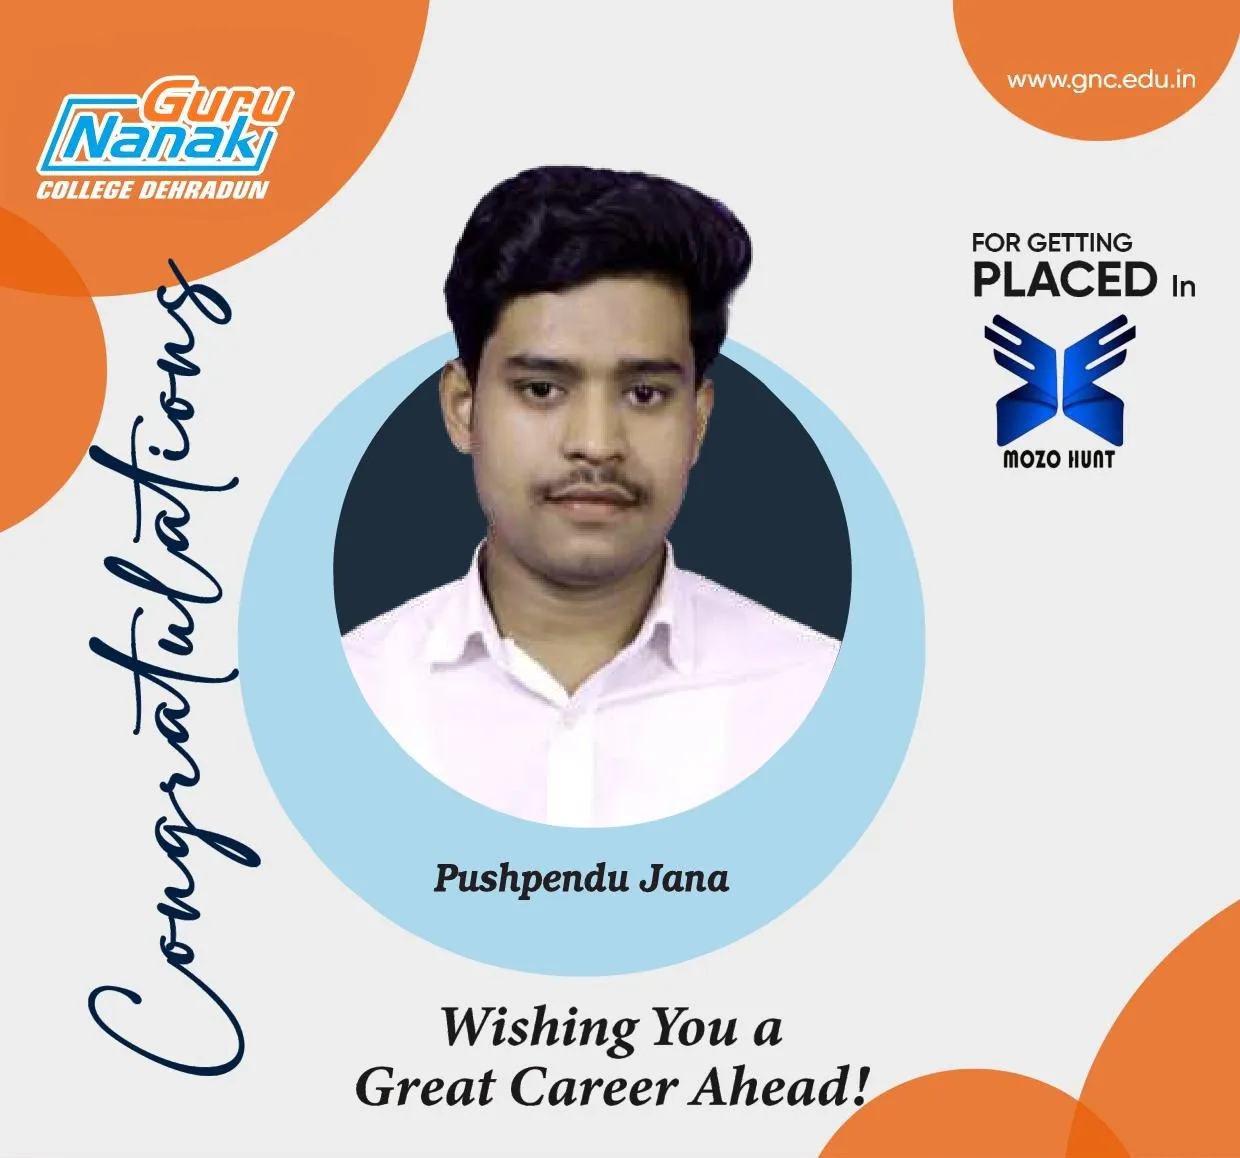 Guru
Nanak
COLLEGE DEHRADUN
www.gnc.edu.in
Congratulations
FOR GETTING
PLACED In
MOZO HUNT
Pushpendu Jana
Wishing You a
Great Career Ahead!